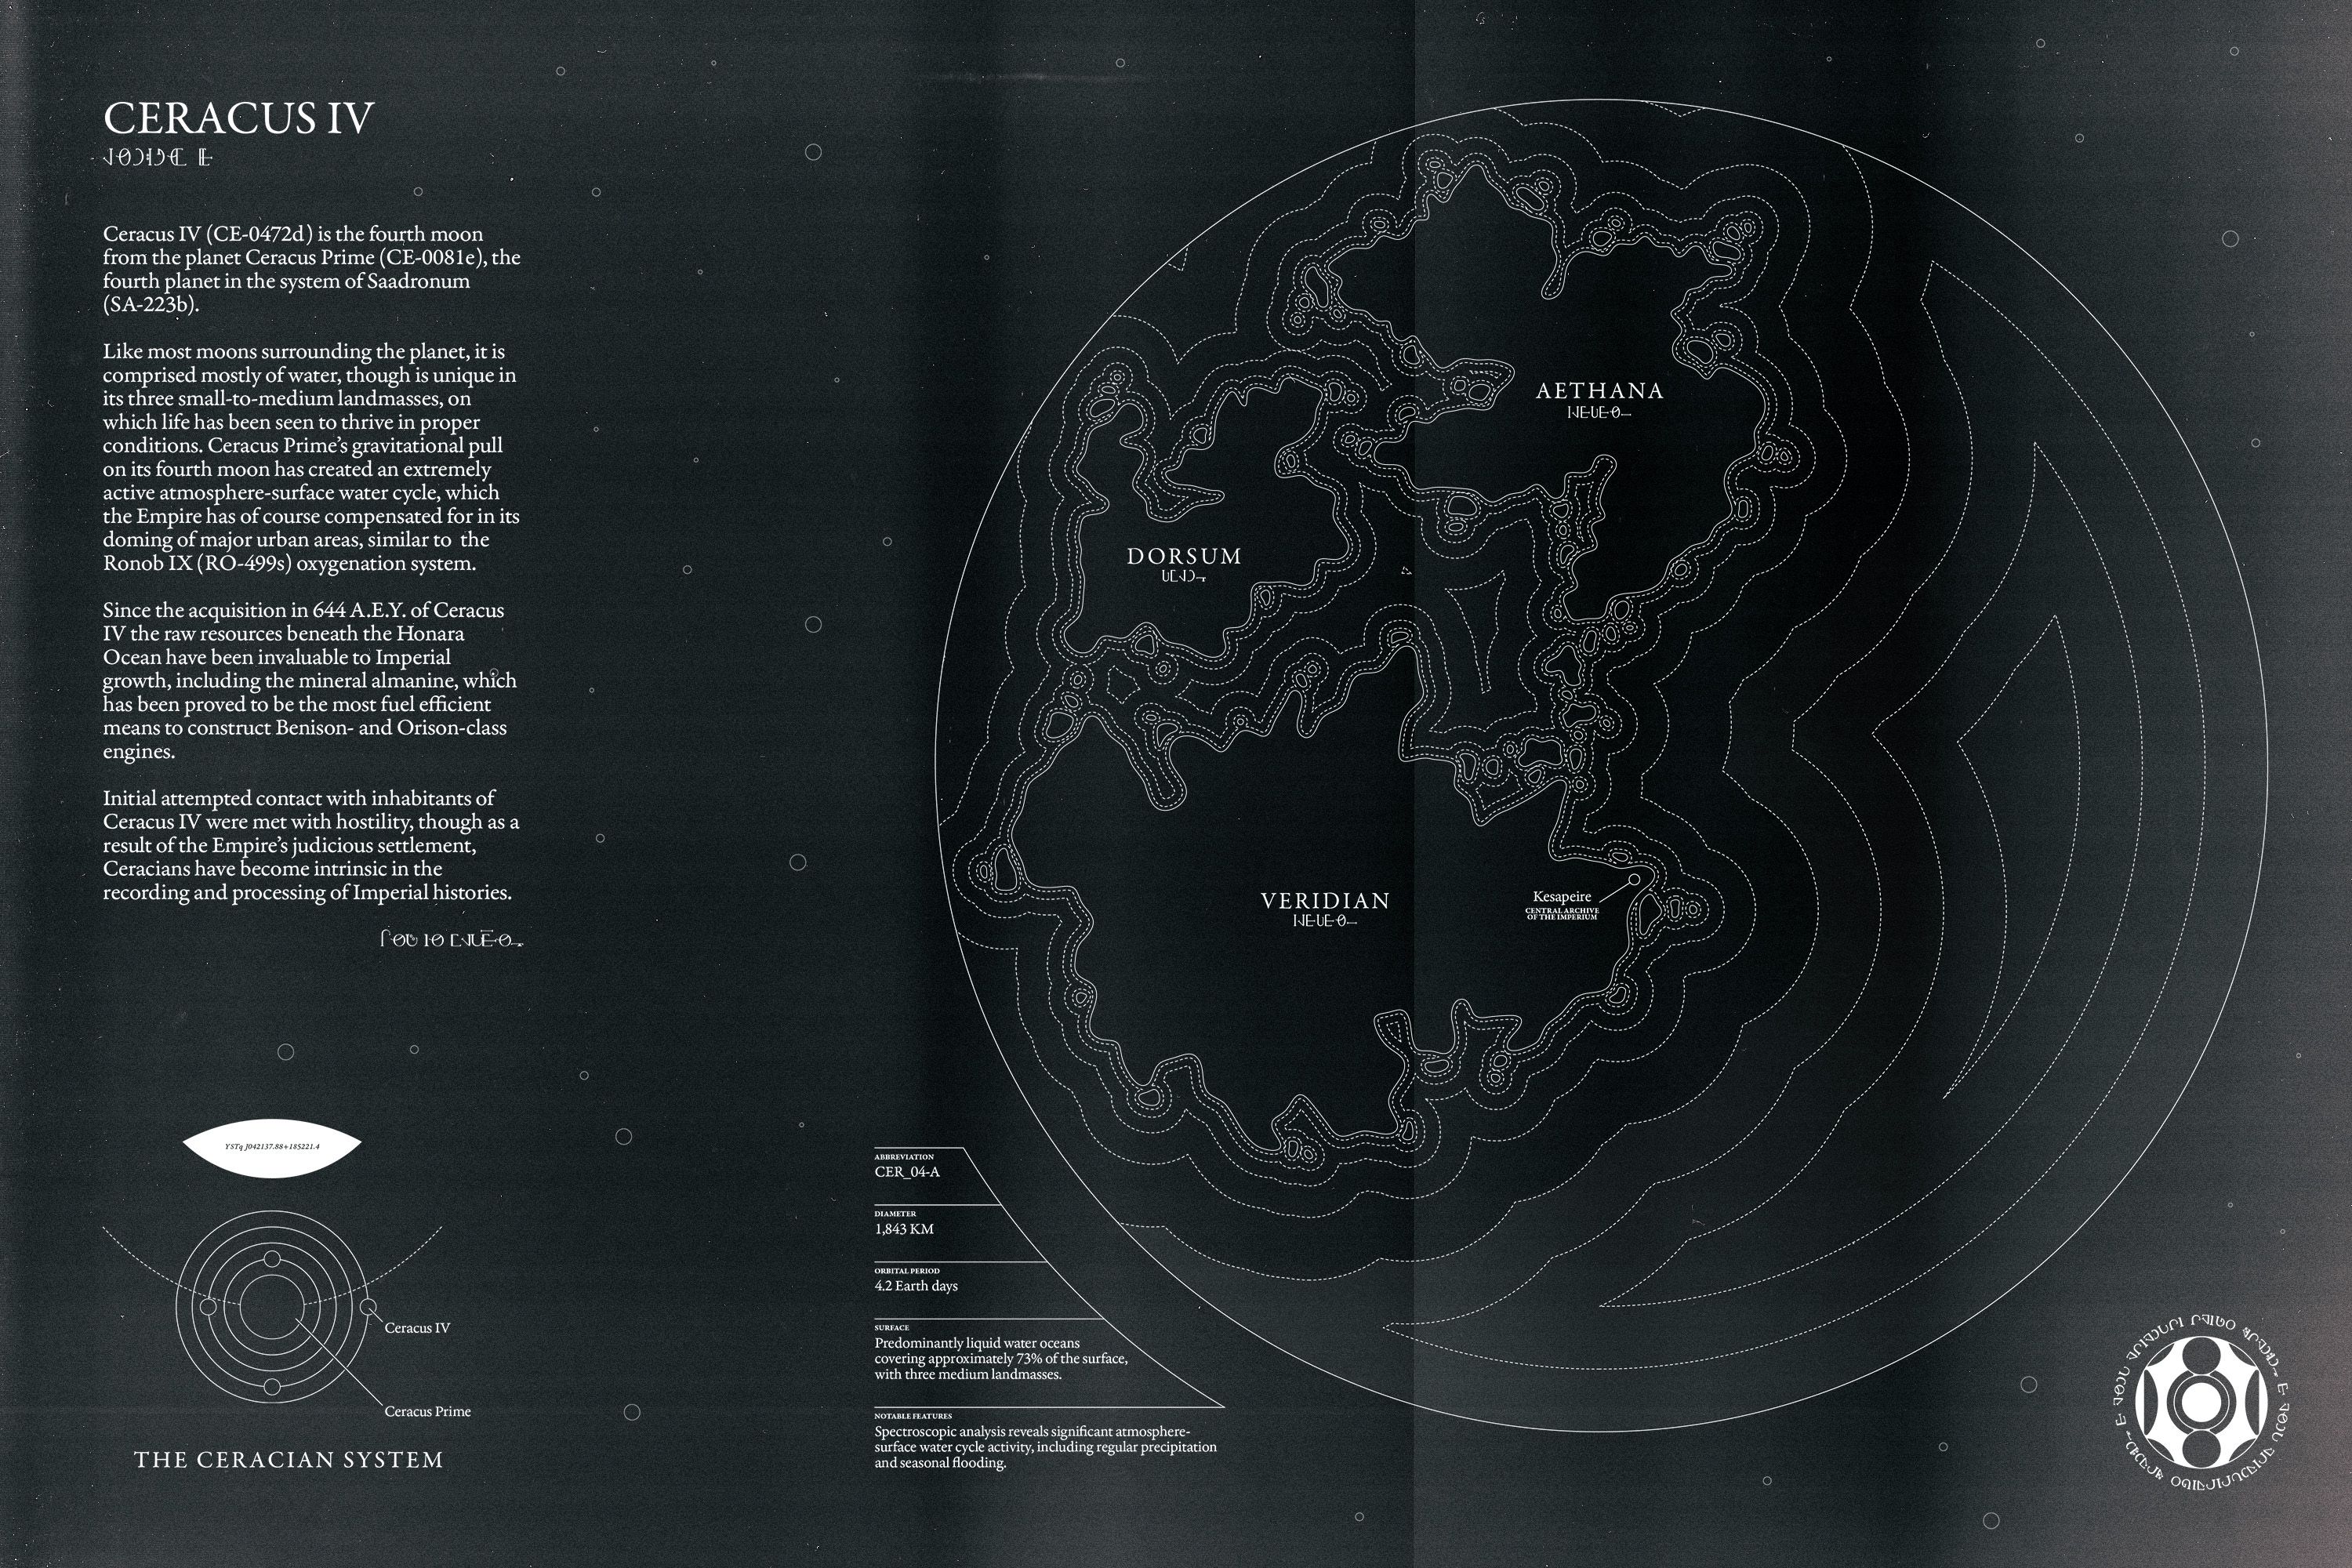 CERACUS IV
Ceracus IV (CE-0472d) is the fourth moon
from the planet Ceracus Prime (CE-0081e), the
fourth planet in the system of Saadronum
(SA-223b).
Like most moons surrounding the planet, it is
comprised mostly of water, though is unique in
its three small-to-medium landmasses, on
which life has been seen to thrive in proper
conditions. Ceracus Prime’s gravitational pull
on its fourth moon has created an extremely
active atmosphere-surface water cycle, which
the Empire has of course compensated for in its
doming of major urban areas, similar to the
Ronob IX (RO-499s) oxygenation system.
Since the acquisition in 644 A.E.Y. of Ceracus
IV the raw resources beneath the Honara
Ocean have been invaluable to Imperial
growth, including the mineral almanine, which
has been proved to be the most fuel efficient
means to construct Benison- and Orison-class
engines.
Initial attempted contact with inhabitants of
Ceracus IV were met with hostility, though as a
result of the Empire’s judicious settlement,
Ceracians have become intrinsic in the
recording and processing of Imperial histories.
YSTq J042137.88+185221.4
Ceracus IV
Ceracus Prime
THE CERACIAN SYSTEM
AETHANA
DORSUM
VERIDIAN
Kesapeire
CENTRAL ARCHIVE
OF THE IMPERIUM
ABBREVIATION
CER_04-A
DIAMETER
1,843 KM
ORBITAL PERIOD
4.2 Earth days
SURFACE
Predominantly liquid water oceans
covering approximately 73% of the surface,
with three medium landmasses.
NOTABLE FEATURES
Spectroscopic analysis reveals significant atmosphere-
surface water cycle activity, including regular precipitation
and seasonal flooding.